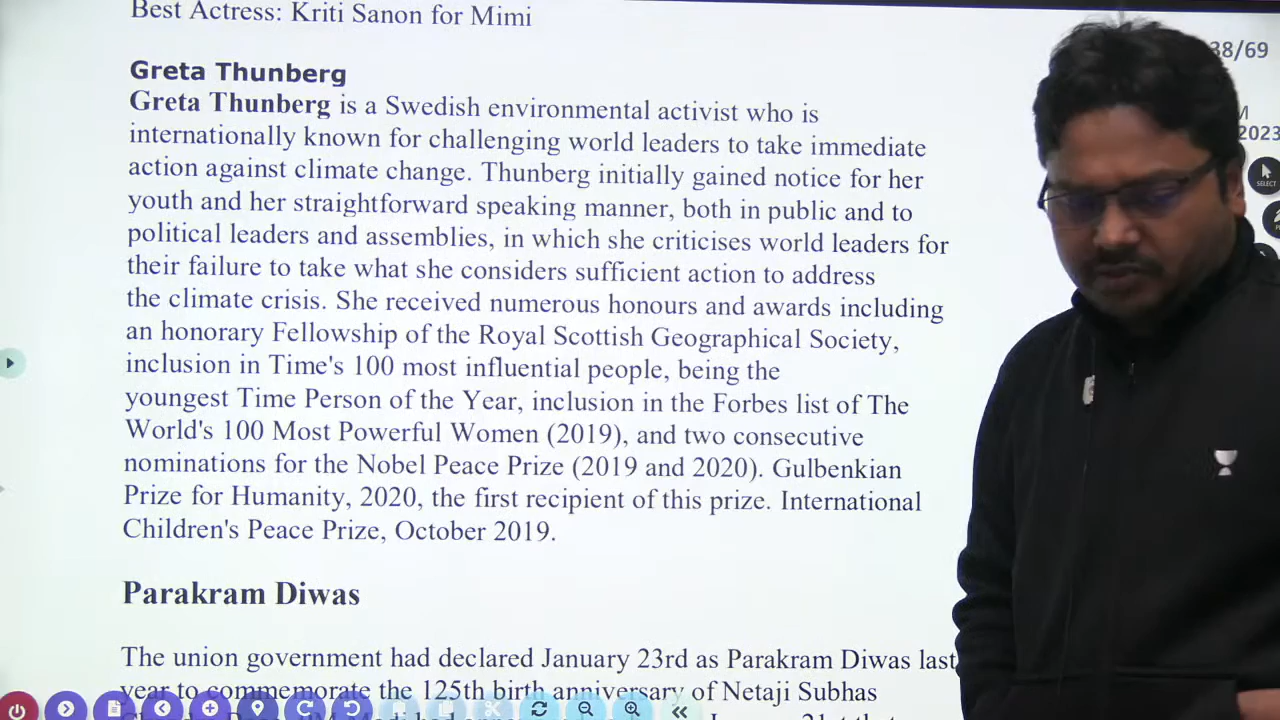 Best Actress: Kriti Sanon for Mimi
38/69
Greta Thunberg
Greta Thunberg is a Swedish environmental activist who is
M
2023
internationally known for challenging world leaders to take immediate
action against climate change. Thunberg initially gained notice for her
SELECT
youth and her straightforward speaking manner, both in public and to
political leaders and assemblies, in which she criticises world leaders for
their failure to take what she considers sufficient action to address
the climate crisis. She received numerous honours and awards including
an honorary Fellowship of the Royal Scottish Geographical Society,
inclusion in Time's 100 most influential people, being the
youngest Time Person of the Year, inclusion in the Forbes list of The
World's 100 Most Powerful Women (2019), and two consecutive
nominations for the Nobel Peace Prize (2019 and 2020). Gulbenkian
Prize for Humanity, 2020, the first recipient of this prize. International
Children's Peace Prize, October 2019.
Parakram Diwas
The union government had declared January 23rd as Parakram Diwas last
year to commemorate the 125th birth anniversary of Netaji Subhas